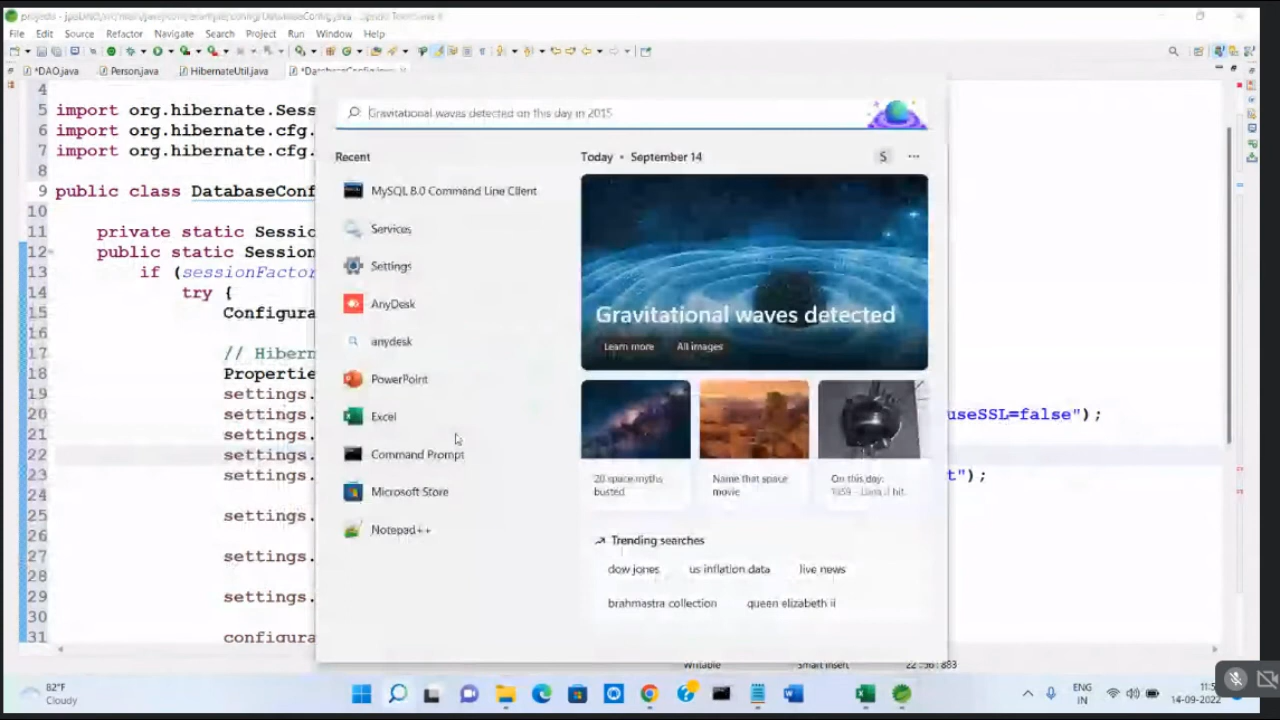 File Edit Source Refactor Navigate Search Project Run Window Help
*DAO.java Person.java HibernateUtil.java
4
5 import org.hibernate.Sess
6 import org.hibernate.cfg.
7 import org.hibernate.cfg.
8
9 public class DatabaseConf
10
11 private static Sessio
12 public static Session
13 if (sessionFactor
14 try {
15 Configura
16
17 // Hibern
18 Propertie
19 settings.
20 settings. useSSL=false");
21 settings.
22 settings.
23 settings. t");
24
25 settings.
26
27 settings.
28
29 settings.
30
31 configura
Gravitational waves detected on this day in 2015
Recent
MySQL 8.0 Command Line Client
Services
Settings
AnyDesk
anydesk
PowerPoint
Excel
Command Prompt
Microsoft Store
Notepad++
Today • September 14
S
Gravitational waves detected
Learn more All images
20 space myths
busted
Name that space
movie
On this day:
1959 - Luna II hit
Trending searches
dow jones us inflation data live news
brahmastra collection queen elizabeth ii
Writable Smart Insert
82°F
Cloudy
ENG
IN
14-09-2022